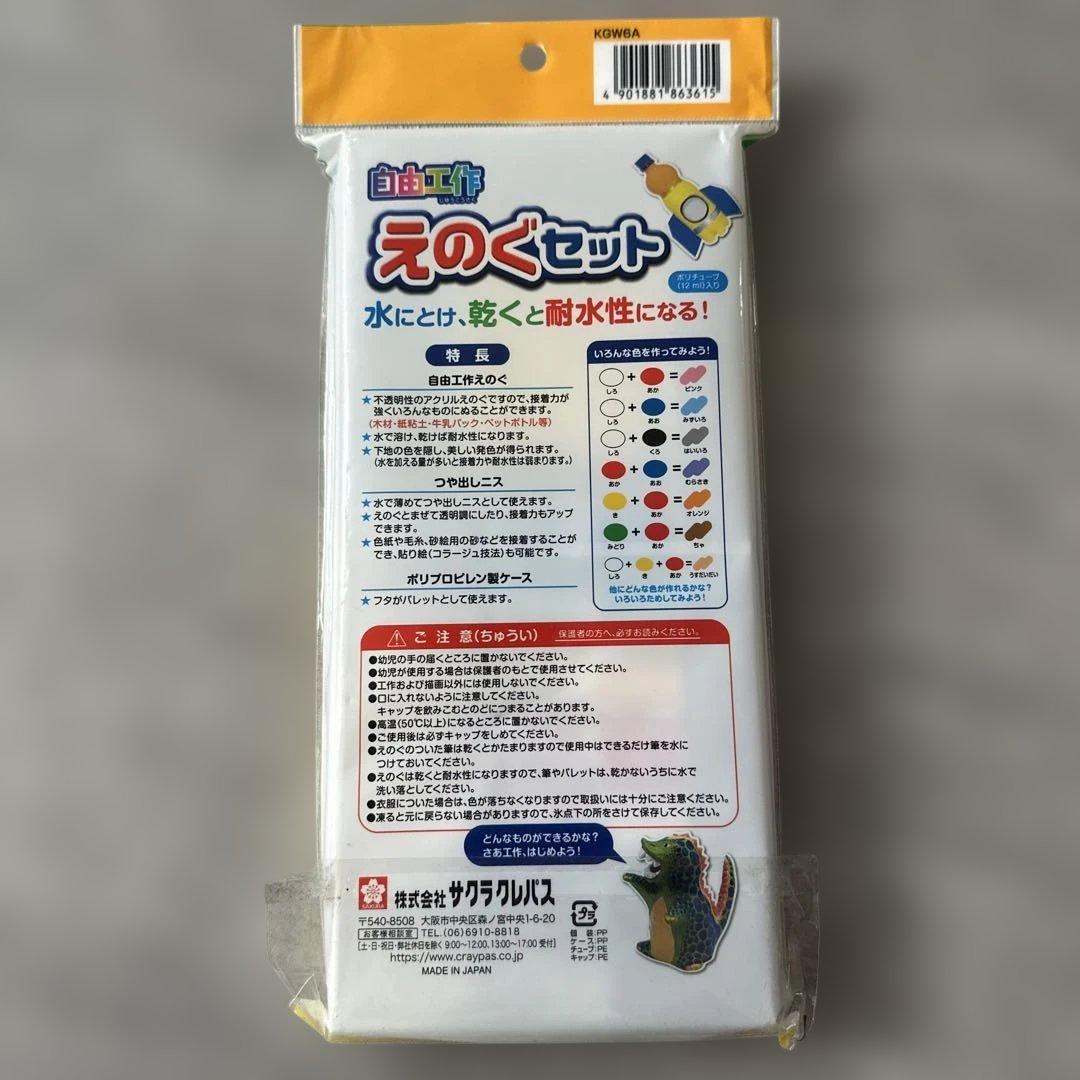 KGW6A
4 901881 863615
自由工作
じゆうこうさく
えのぐセット
ポリチューブ
(12 ml)入り
水にとけ、乾くと耐水性になる！
特長
自由工作えのぐ
★不透明性のアクリルえのぐですので、接着力が
強くいろんなものにぬることができます。
(木材・紙粘土・牛乳パック・ペットボトル等)
★水で溶け、乾けば耐水性になります。
★下地の色を隠し、美しい発色が得られます。
(水を加える量が多いと接着力や耐水性は弱まります。)
つや出しニス
★水で薄めてつや出しニスとして使えます。
★えのぐとまぜて透明調にしたり、接着力もアップ
できます。
★色紙や毛糸、砂絵用の砂などを接着することが
でき、貼り絵(コラージュ技法)も可能です。
ポリプロピレン製ケース
★フタがパレットとして使えます。
いろんな色を作ってみよう！
+ =
しろ あか ピンク
+ =
しろ あお みずいろ
+ =
しろ くろ はいいろ
+ =
あか あお むらさき
+ =
き あか オレンジ
+ =
みどり あか ちゃ
+ + =
しろ き あか うすだいだい
他にどんな色が作れるかな？
いろいろためしてみよう！
ご注意(ちゅうい) 保護者の方へ、必ずお読みください。
●幼児の手の届くところに置かないでください。
●幼児が使用する場合は保護者のもとで使用させてください。
●工作および描画以外には使用しないでください。
●口に入れないように注意してください。
キャップを飲みこむとのどにつまることがあります。
●高温(50℃以上)になるところに置かないでください。
●ご使用後は必ずキャップをしめてください。
●えのぐのついた筆は乾くとかたまりますので使用中はできるだけ筆を水に
つけておいてください。
●えのぐは乾くと耐水性になりますので、筆やパレットは、乾かないうちに水で
洗い落としてください。
●衣服についた場合は、色が落ちなくなりますので取扱いには十分にご注意ください。
●凍ると元に戻らない場合がありますので、氷点下の所をさけて保存してください。
どんなものができるかな？
さあ工作、はじめよう！
SAKURA
株式会社サクラクレパス
〒540-8508 大阪市中央区森ノ宮中央1-6-20
お客様相談室 TEL.(06)6910-8818
[土・日・祝日・弊社休日を除く 9:00〜12:00、13:00〜17:00 受付]
https://www.craypas.co.jp
MADE IN JAPAN
プラ
個装:PP
ケース:PP
チューブ:PE
キャップ:PE